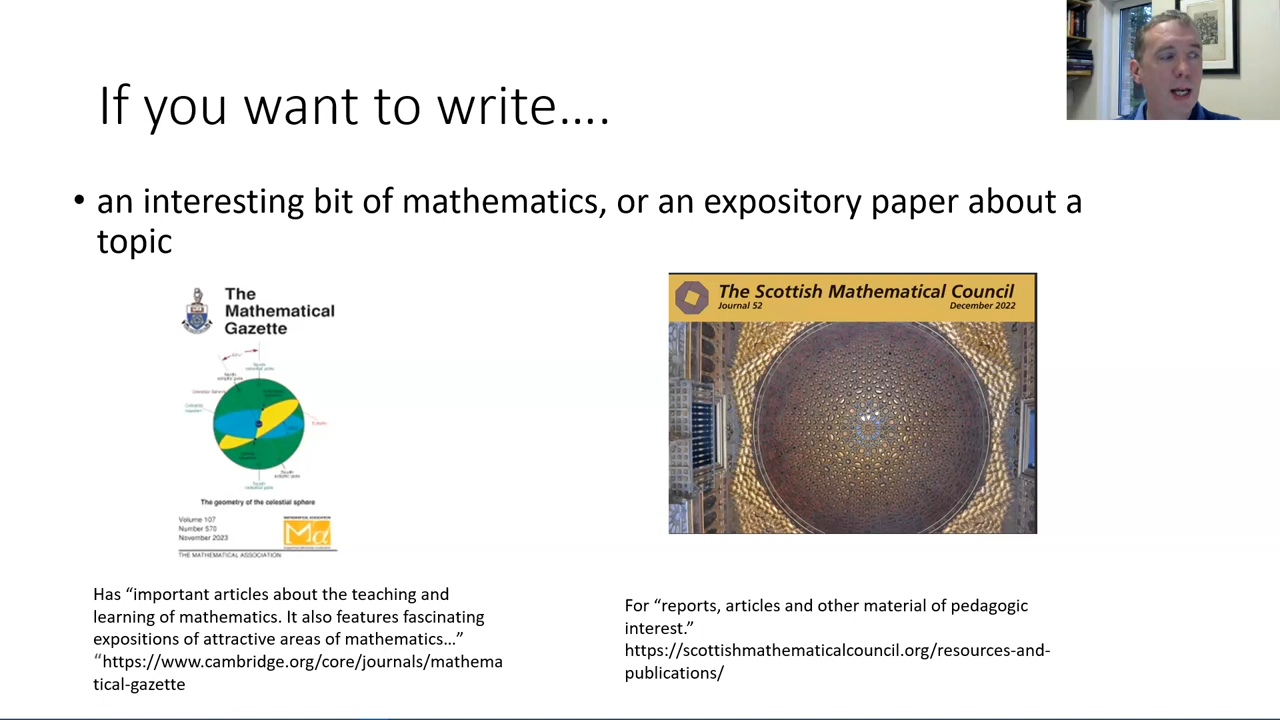 If you want to write....
• an interesting bit of mathematics, or an expository paper about a
topic
The
Mathematical
Gazette
The geometry of the celestial sphere
Volume 107
Number 570
November 2023
THE MATHEMATICAL ASSOCIATION
Has “important articles about the teaching and
learning of mathematics. It also features fascinating
expositions of attractive areas of mathematics…”
“https://www.cambridge.org/core/journals/mathema
tical-gazette
The Scottish Mathematical Council
Journal 52 December 2022
For “reports, articles and other material of pedagogic
interest.”
https://scottishmathematicalcouncil.org/resources-and-
publications/